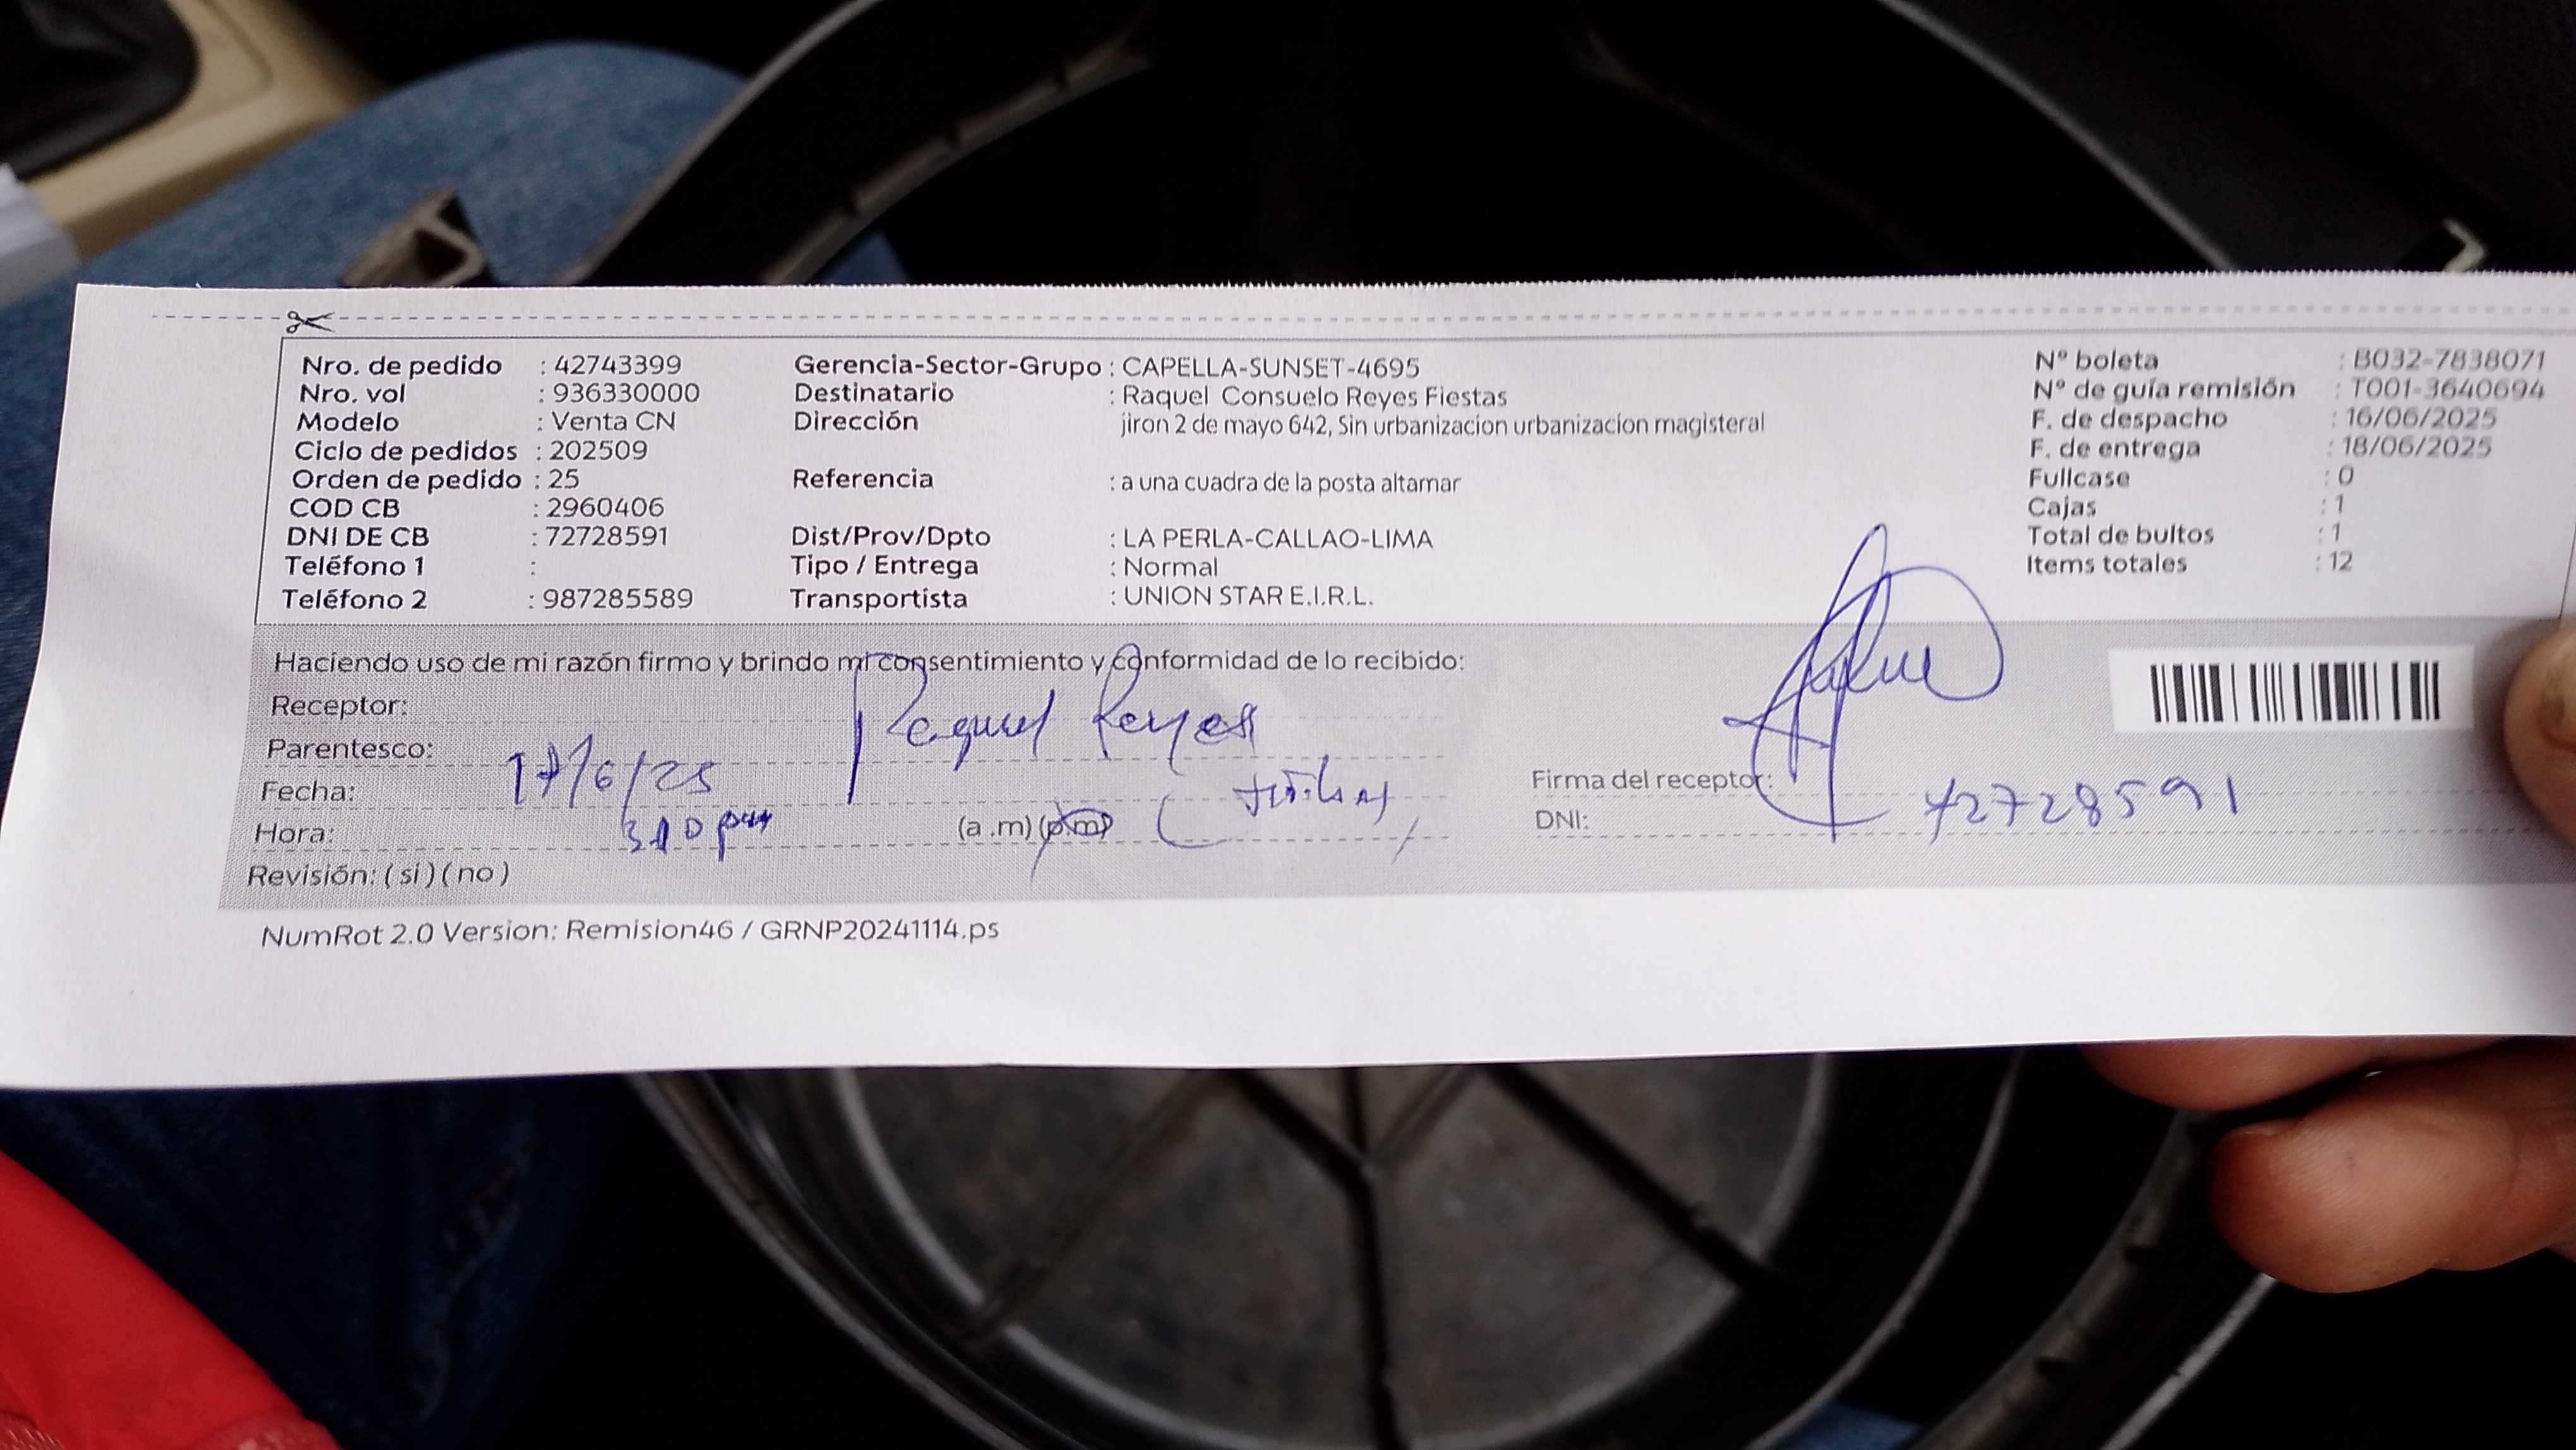 Nro. de pedido : 42743399
Nro. vol : 936330000
Modelo : Venta CN
Ciclo de pedidos : 202509
Orden de pedido : 25
COD CB : 2960406
DNI DE CB : 72728591
Teléfono 1 :
Teléfono 2 : 987285589
Gerencia-Sector-Grupo : CAPELLA-SUNSET-4695
Destinatario : Raquel Consuelo Reyes Fiestas
Dirección jiron 2 de mayo 642, Sin urbanizacion urbanizacion magisteral
Referencia : a una cuadra de la posta altamar
Dist/Prov/Dpto : LA PERLA-CALLAO-LIMA
Tipo / Entrega : Normal
Transportista : UNION STAR E.I.R.L.
N° boleta : B032-7838071
N° de guía remisión : T001-3640694
F. de despacho : 16/06/2025
F. de entrega : 18/06/2025
Fullcase : 0
Cajas : 1
Total de bultos : 1
Items totales : 12
Haciendo uso de mi razón firmo y brindo mi consentimiento y conformidad de lo recibido:
Receptor: Raquel Reyes
Parentesco:
Fecha: 17/6/25
Hora: 310 pm (a .m) (p.m) (titular)
Revisión: ( si ) ( no )
Firma del receptor:
DNI: 72728591
NumRot 2.0 Version: Remision46 / GRNP20241114.ps